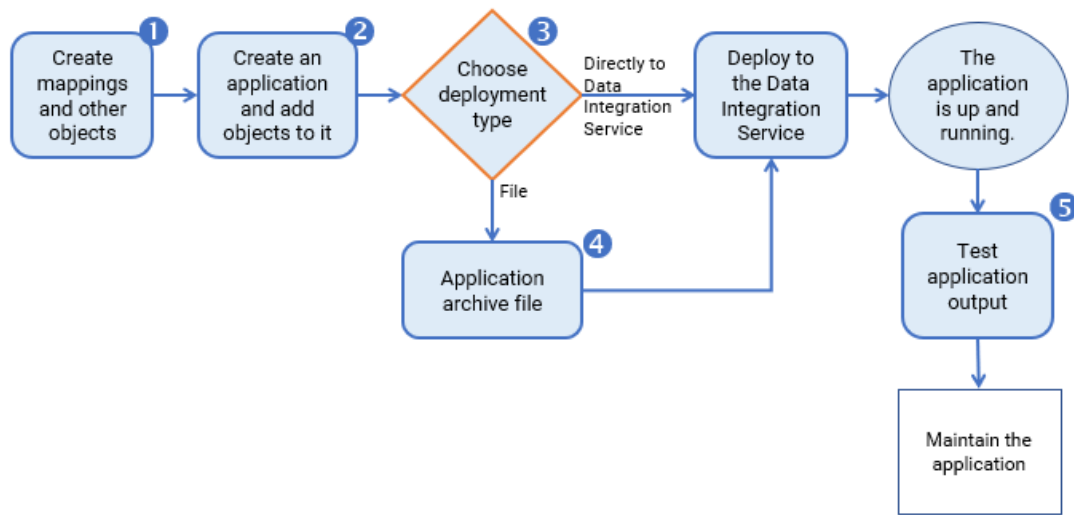 1
Create
mappings
and other
objects
2
Create an
application
and add
objects to it
3
Choose
deployment
type
Directly to
Data
Integration
Service
File
4
Application
archive file
Deploy to
the Data
Integration
Service
The
application
is up and
running.
5
Test
application
output
Maintain the
application